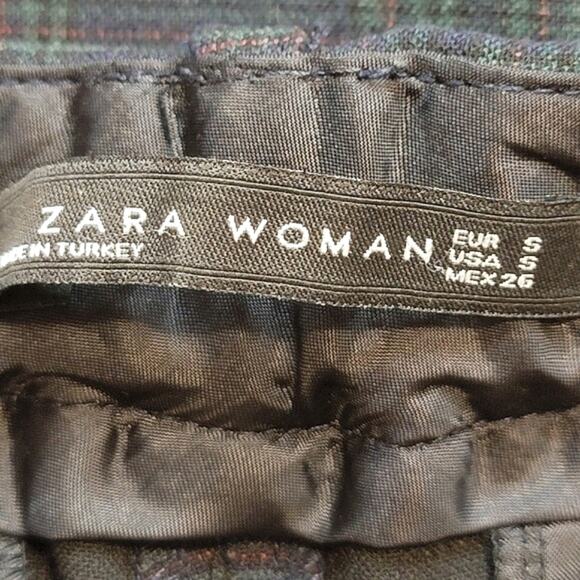 ZARA WOMAN
MADE IN TURKEY
EUR S
USA S
MEX 26